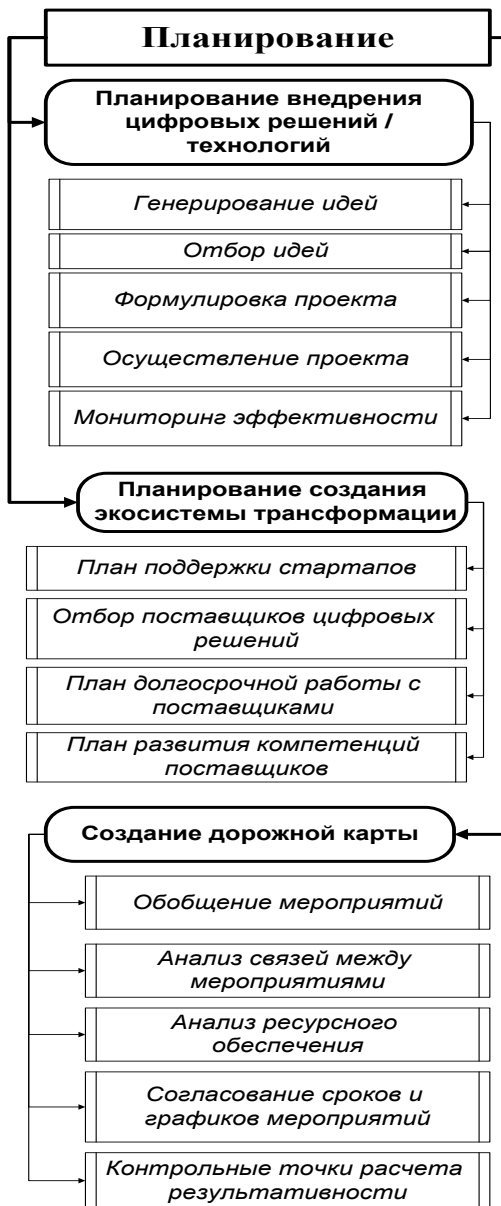 Планирование
Планирование внедрения
цифровых решений /
технологий
Генерирование идей
Отбор идей
Формулировка проекта
Осуществление проекта
Мониторинг эффективности
Планирование создания
экосистемы трансформации
План поддержки стартапов
Отбор поставщиков цифровых
решений
План долгосрочной работы с
поставщиками
План развития компетенций
поставщиков
Создание дорожной карты
Обобщение мероприятий
Анализ связей между
мероприятиями
Анализ ресурсного
обеспечения
Согласование сроков и
графиков мероприятий
Контрольные точки расчета
результативности